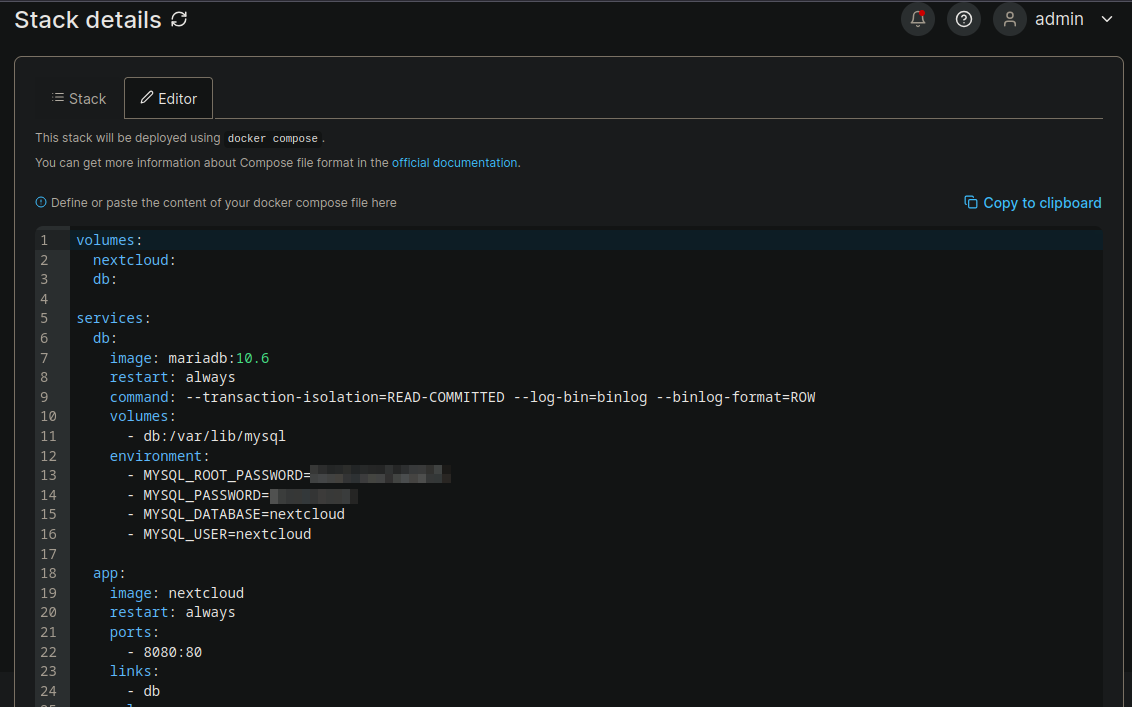 Stack details
admin
Stack
Editor
This stack will be deployed using docker compose .
You can get more information about Compose file format in the official documentation.
Define or paste the content of your docker compose file here
Copy to clipboard
1 volumes:
2   nextcloud:
3   db:
4
5 services:
6   db:
7     image: mariadb:10.6
8     restart: always
9     command: --transaction-isolation=READ-COMMITTED --log-bin=binlog --binlog-format=ROW
10     volumes:
11       - db:/var/lib/mysql
12     environment:
13       - MYSQL_ROOT_PASSWORD=
14       - MYSQL_PASSWORD=
15       - MYSQL_DATABASE=nextcloud
16       - MYSQL_USER=nextcloud
17
18   app:
19     image: nextcloud
20     restart: always
21     ports:
22       - 8080:80
23     links:
24       - db